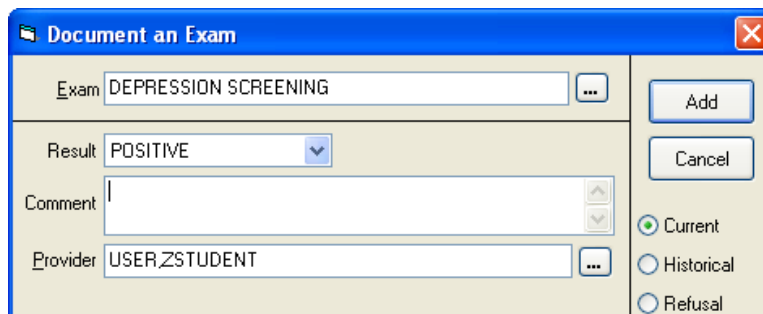 Document an Exam
Exam DEPRESSION SCREENING ...
Add
Result POSITIVE
Cancel
Comment
Current
Provider USER,ZSTUDENT ...
Historical
Refusal